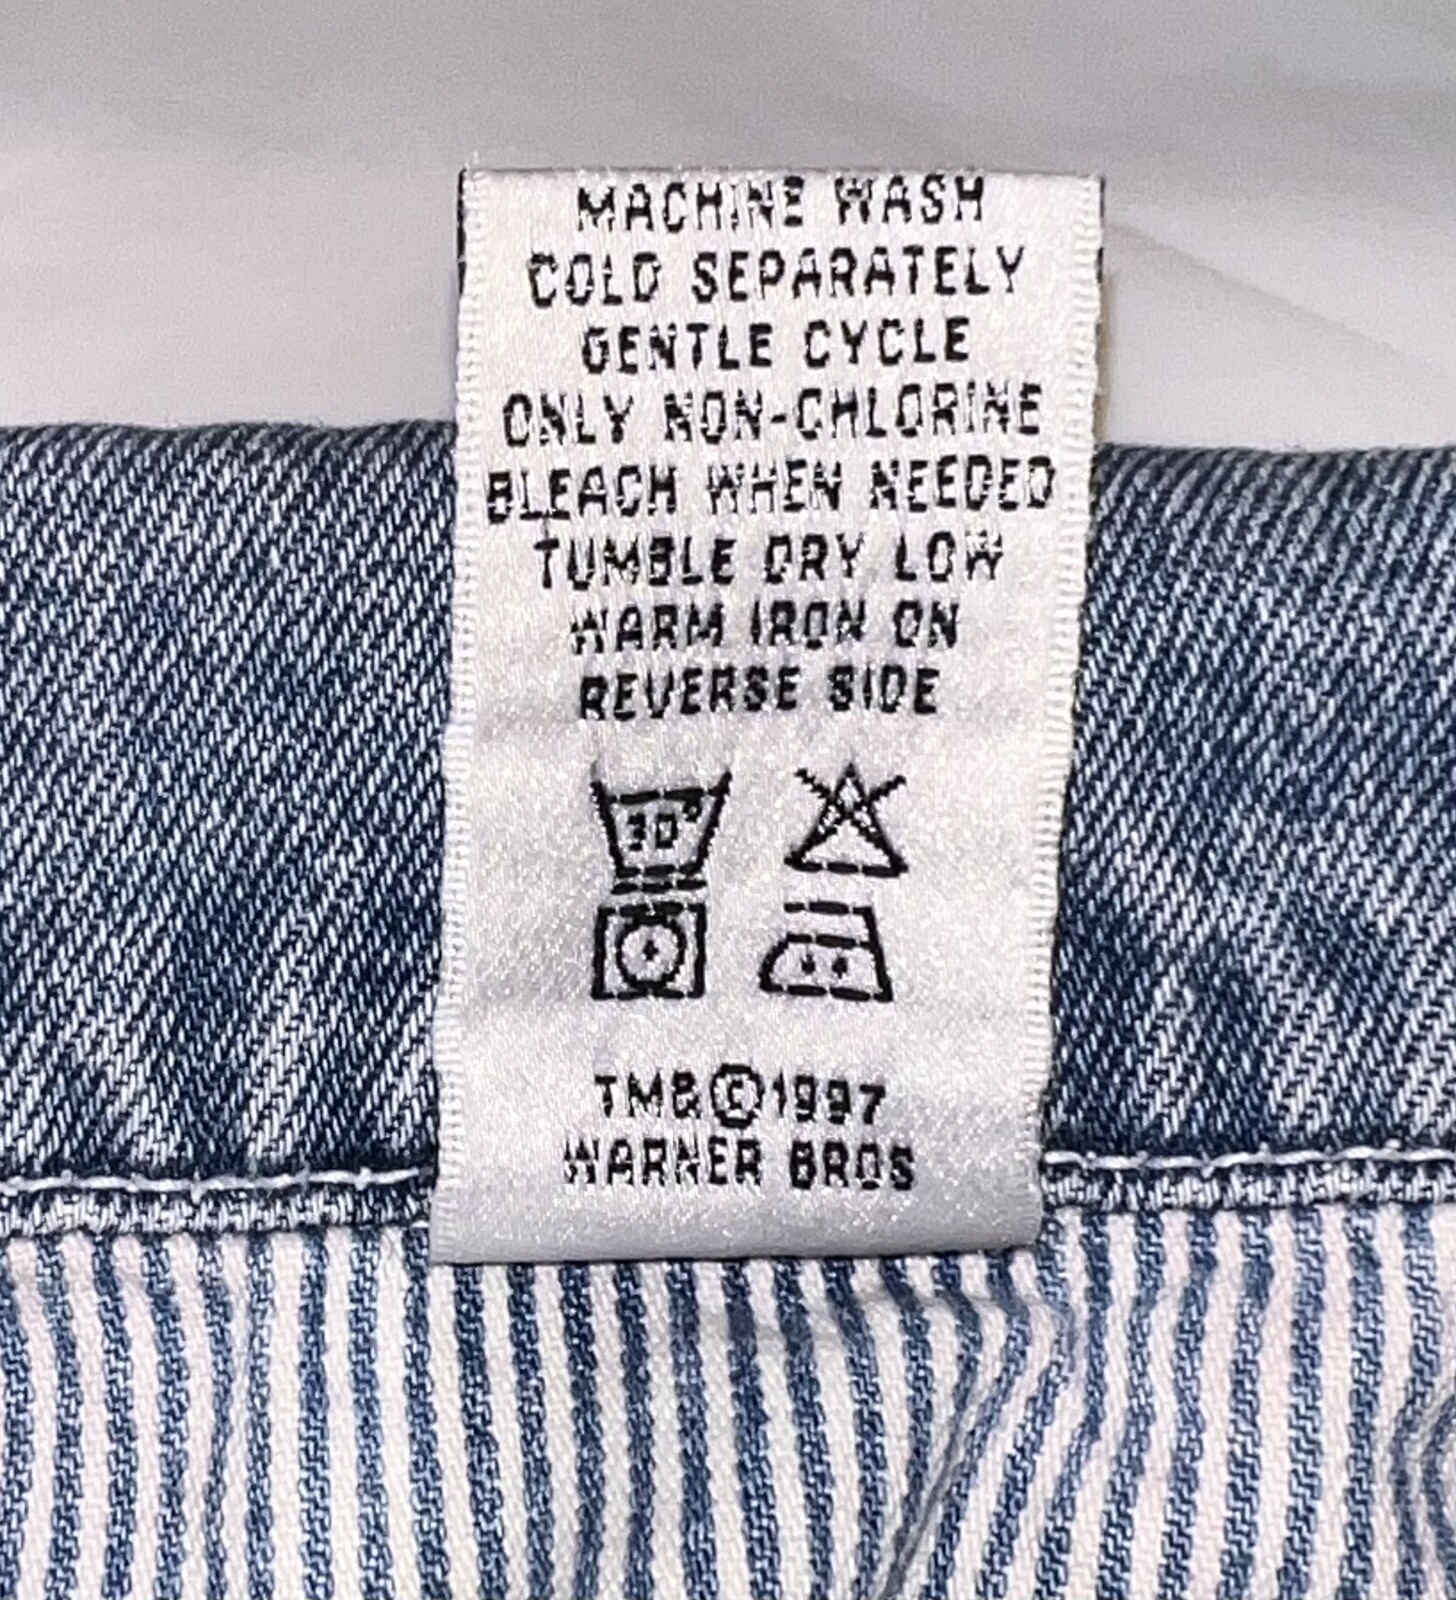 MACHINE WASH
COLD SEPARATELY
GENTLE CYCLE
ONLY NON-CHLORINE
BLEACH WHEN NEEDED
TUMBLE DRY LOW
WARM IRON ON
REVERSE SIDE
30°
TM&©1997
WARNER BROS